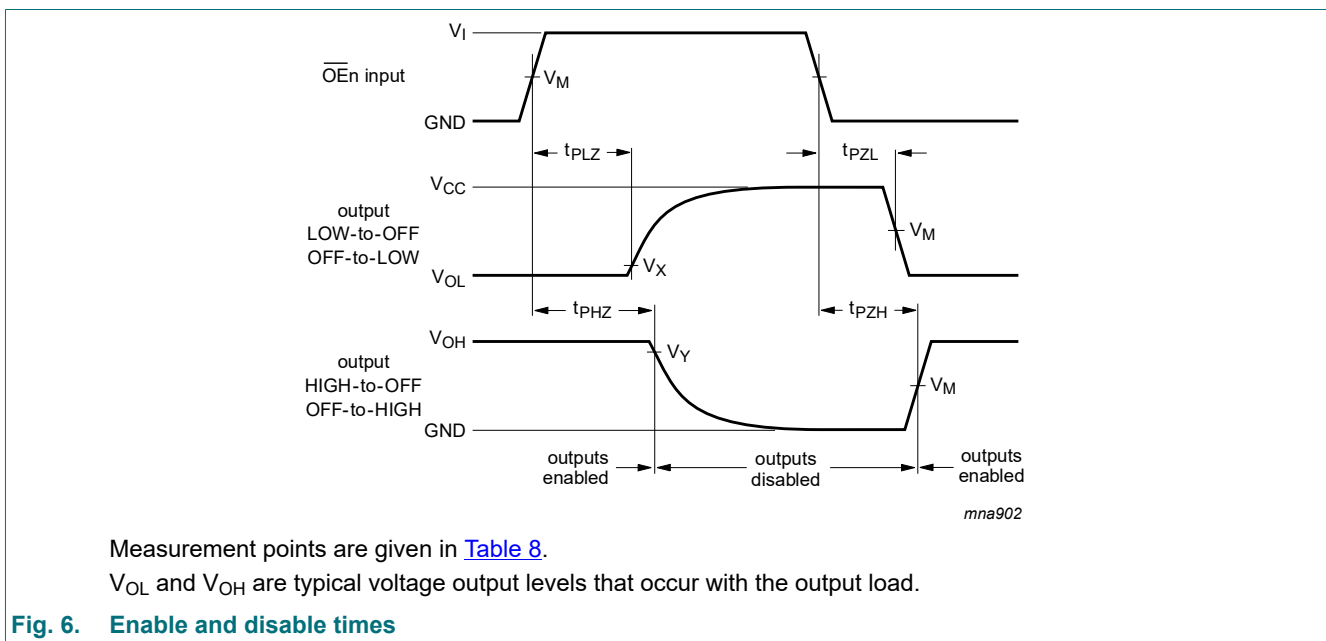 V_I
OEn input
V_M
GND
t_PLZ
t_PZL
V_CC
output
LOW-to-OFF
OFF-to-LOW
V_M
V_X
V_OL
t_PHZ
t_PZH
V_OH
output
HIGH-to-OFF
OFF-to-HIGH
V_Y
V_M
GND
outputs
enabled
outputs
disabled
outputs
enabled
mna902
Measurement points are given in Table 8.
V_OL and V_OH are typical voltage output levels that occur with the output load.
Fig. 6. Enable and disable times